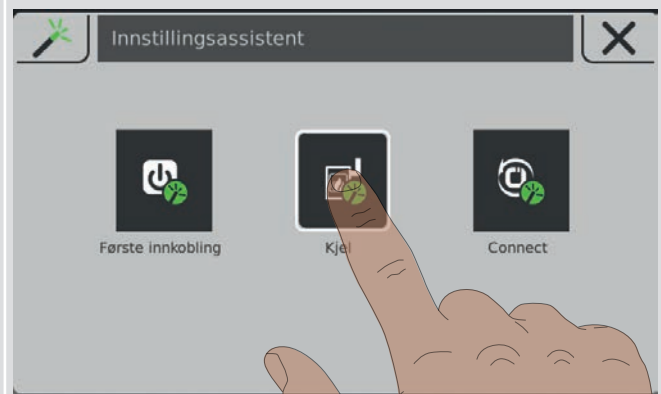 Innstillingsassistent
Første innkobling
Kjel
Connect